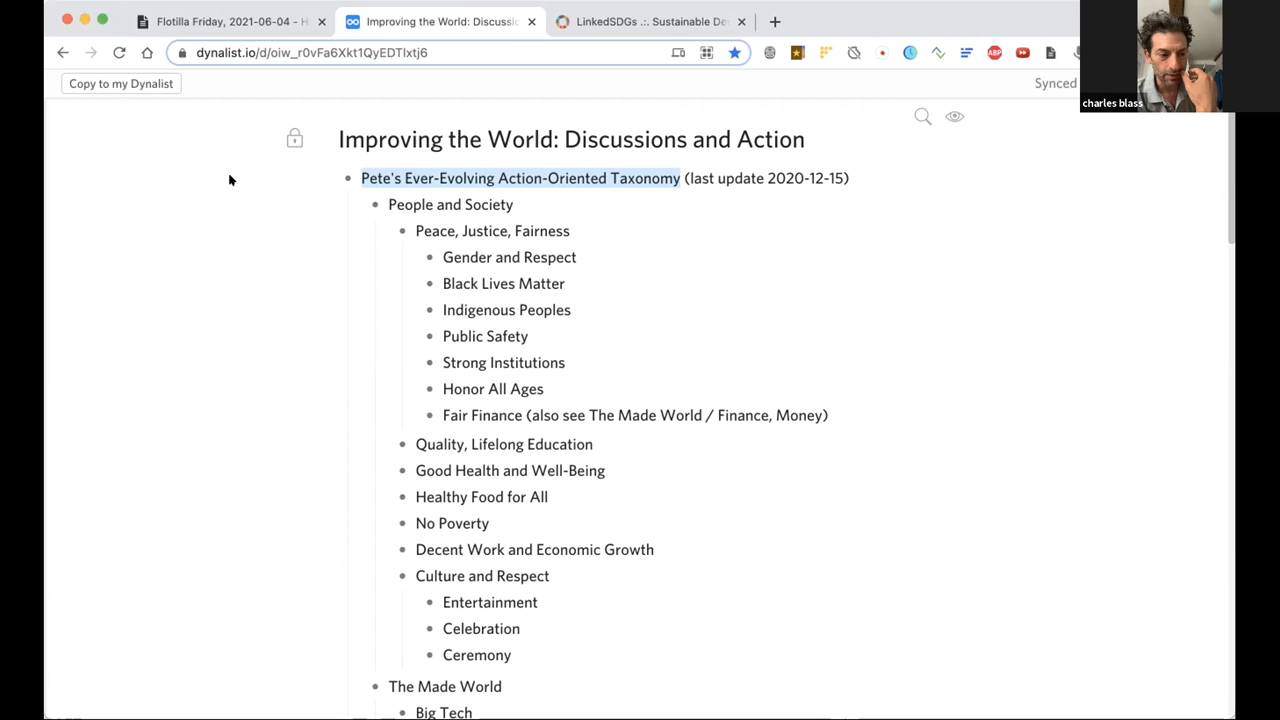 Flotilla Friday, 2021-06-04 - H
Improving the World: Discussic
LinkedSDGs .:. Sustainable De
dynalist.io/d/oiw_r0vFa6Xkt1QyEDTlxtj6
ABP
Copy to my Dynalist
Synced
charles blass
Improving the World: Discussions and Action
Pete's Ever-Evolving Action-Oriented Taxonomy (last update 2020-12-15)
People and Society
Peace, Justice, Fairness
Gender and Respect
Black Lives Matter
Indigenous Peoples
Public Safety
Strong Institutions
Honor All Ages
Fair Finance (also see The Made World / Finance, Money)
Quality, Lifelong Education
Good Health and Well-Being
Healthy Food for All
No Poverty
Decent Work and Economic Growth
Culture and Respect
Entertainment
Celebration
Ceremony
The Made World
Big Tech